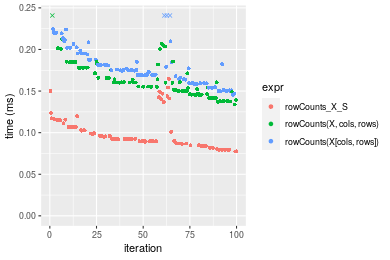 0.25
0.20
0.15
0.10
0.05
0.00
time (ms)
0
25
50
75
100
iteration
expr
rowCounts_X_S
rowCounts(X, cols, rows)
rowCounts(X[cols, rows])